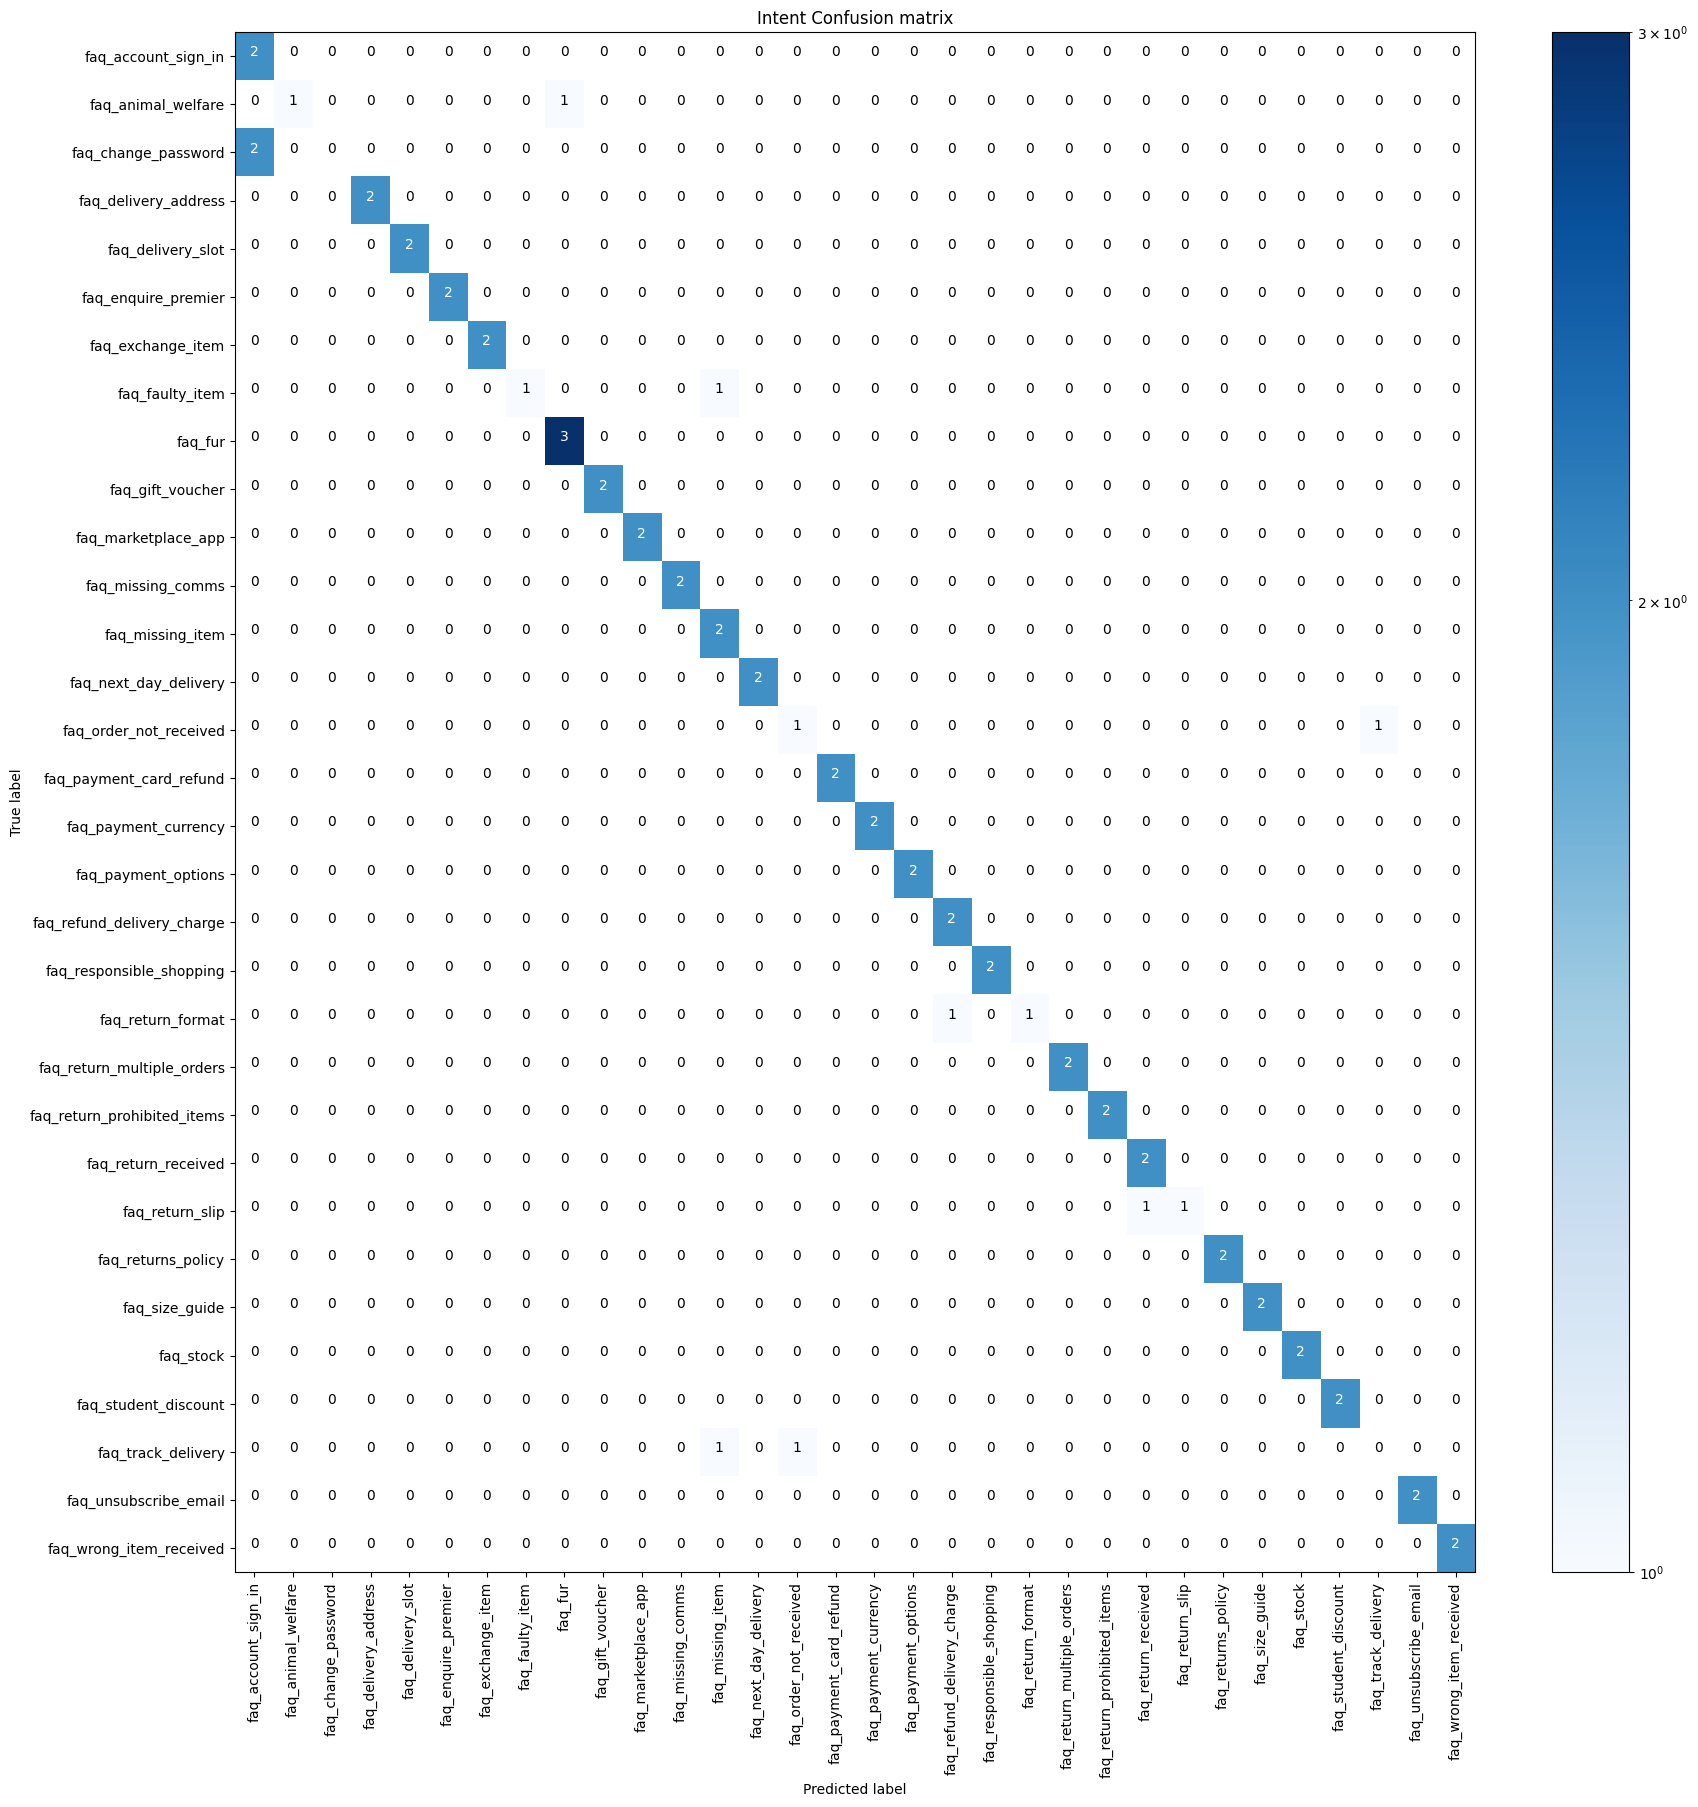 Intent Confusion matrix
faq_account_sign_in 2 0 0 0 0 0 0 0 0 0 0 0 0 0 0 0 0 0 0 0 0 0 0 0 0 0 0 0 0 0 0 0
faq_animal_welfare 0 1 0 0 0 0 0 0 1 0 0 0 0 0 0 0 0 0 0 0 0 0 0 0 0 0 0 0 0 0 0 0
faq_change_password 2 0 0 0 0 0 0 0 0 0 0 0 0 0 0 0 0 0 0 0 0 0 0 0 0 0 0 0 0 0 0 0
faq_delivery_address 0 0 0 2 0 0 0 0 0 0 0 0 0 0 0 0 0 0 0 0 0 0 0 0 0 0 0 0 0 0 0 0
faq_delivery_slot 0 0 0 0 2 0 0 0 0 0 0 0 0 0 0 0 0 0 0 0 0 0 0 0 0 0 0 0 0 0 0 0
faq_enquire_premier 0 0 0 0 0 2 0 0 0 0 0 0 0 0 0 0 0 0 0 0 0 0 0 0 0 0 0 0 0 0 0 0
faq_exchange_item 0 0 0 0 0 0 2 0 0 0 0 0 0 0 0 0 0 0 0 0 0 0 0 0 0 0 0 0 0 0 0 0
faq_faulty_item 0 0 0 0 0 0 0 1 0 0 0 0 1 0 0 0 0 0 0 0 0 0 0 0 0 0 0 0 0 0 0 0
faq_fur 0 0 0 0 0 0 0 0 3 0 0 0 0 0 0 0 0 0 0 0 0 0 0 0 0 0 0 0 0 0 0 0
faq_gift_voucher 0 0 0 0 0 0 0 0 0 2 0 0 0 0 0 0 0 0 0 0 0 0 0 0 0 0 0 0 0 0 0 0
faq_marketplace_app 0 0 0 0 0 0 0 0 0 0 2 0 0 0 0 0 0 0 0 0 0 0 0 0 0 0 0 0 0 0 0 0
faq_missing_comms 0 0 0 0 0 0 0 0 0 0 0 2 0 0 0 0 0 0 0 0 0 0 0 0 0 0 0 0 0 0 0 0
faq_missing_item 0 0 0 0 0 0 0 0 0 0 0 0 2 0 0 0 0 0 0 0 0 0 0 0 0 0 0 0 0 0 0 0
faq_next_day_delivery 0 0 0 0 0 0 0 0 0 0 0 0 0 2 0 0 0 0 0 0 0 0 0 0 0 0 0 0 0 0 0 0
faq_order_not_received 0 0 0 0 0 0 0 0 0 0 0 0 0 0 1 0 0 0 0 0 0 0 0 0 0 0 0 0 0 1 0 0
faq_payment_card_refund 0 0 0 0 0 0 0 0 0 0 0 0 0 0 0 2 0 0 0 0 0 0 0 0 0 0 0 0 0 0 0 0
faq_payment_currency 0 0 0 0 0 0 0 0 0 0 0 0 0 0 0 0 2 0 0 0 0 0 0 0 0 0 0 0 0 0 0 0
faq_payment_options 0 0 0 0 0 0 0 0 0 0 0 0 0 0 0 0 0 2 0 0 0 0 0 0 0 0 0 0 0 0 0 0
faq_refund_delivery_charge 0 0 0 0 0 0 0 0 0 0 0 0 0 0 0 0 0 0 2 0 0 0 0 0 0 0 0 0 0 0 0 0
faq_responsible_shopping 0 0 0 0 0 0 0 0 0 0 0 0 0 0 0 0 0 0 0 2 0 0 0 0 0 0 0 0 0 0 0 0
faq_return_format 0 0 0 0 0 0 0 0 0 0 0 0 0 0 0 0 0 0 1 0 1 0 0 0 0 0 0 0 0 0 0 0
faq_return_multiple_orders 0 0 0 0 0 0 0 0 0 0 0 0 0 0 0 0 0 0 0 0 0 2 0 0 0 0 0 0 0 0 0 0
faq_return_prohibited_items 0 0 0 0 0 0 0 0 0 0 0 0 0 0 0 0 0 0 0 0 0 0 2 0 0 0 0 0 0 0 0 0
faq_return_received 0 0 0 0 0 0 0 0 0 0 0 0 0 0 0 0 0 0 0 0 0 0 0 2 0 0 0 0 0 0 0 0
faq_return_slip 0 0 0 0 0 0 0 0 0 0 0 0 0 0 0 0 0 0 0 0 0 0 0 1 1 0 0 0 0 0 0 0
faq_returns_policy 0 0 0 0 0 0 0 0 0 0 0 0 0 0 0 0 0 0 0 0 0 0 0 0 0 2 0 0 0 0 0 0
faq_size_guide 0 0 0 0 0 0 0 0 0 0 0 0 0 0 0 0 0 0 0 0 0 0 0 0 0 0 2 0 0 0 0 0
faq_stock 0 0 0 0 0 0 0 0 0 0 0 0 0 0 0 0 0 0 0 0 0 0 0 0 0 0 0 2 0 0 0 0
faq_student_discount 0 0 0 0 0 0 0 0 0 0 0 0 0 0 0 0 0 0 0 0 0 0 0 0 0 0 0 0 2 0 0 0
faq_track_delivery 0 0 0 0 0 0 0 0 0 0 0 0 1 0 1 0 0 0 0 0 0 0 0 0 0 0 0 0 0 0 0 0
faq_unsubscribe_email 0 0 0 0 0 0 0 0 0 0 0 0 0 0 0 0 0 0 0 0 0 0 0 0 0 0 0 0 0 0 2 0
faq_wrong_item_received 0 0 0 0 0 0 0 0 0 0 0 0 0 0 0 0 0 0 0 0 0 0 0 0 0 0 0 0 0 0 0 2
True label
faq_account_sign_in
faq_animal_welfare
faq_change_password
faq_delivery_address
faq_delivery_slot
faq_enquire_premier
faq_exchange_item
faq_faulty_item
faq_fur
faq_gift_voucher
faq_marketplace_app
faq_missing_comms
faq_missing_item
faq_next_day_delivery
faq_order_not_received
faq_payment_card_refund
faq_payment_currency
faq_payment_options
faq_refund_delivery_charge
faq_responsible_shopping
faq_return_format
faq_return_multiple_orders
faq_return_prohibited_items
faq_return_received
faq_return_slip
faq_returns_policy
faq_size_guide
faq_stock
faq_student_discount
faq_track_delivery
faq_unsubscribe_email
faq_wrong_item_received
Predicted label
3 × 10⁰
2 × 10⁰
10⁰